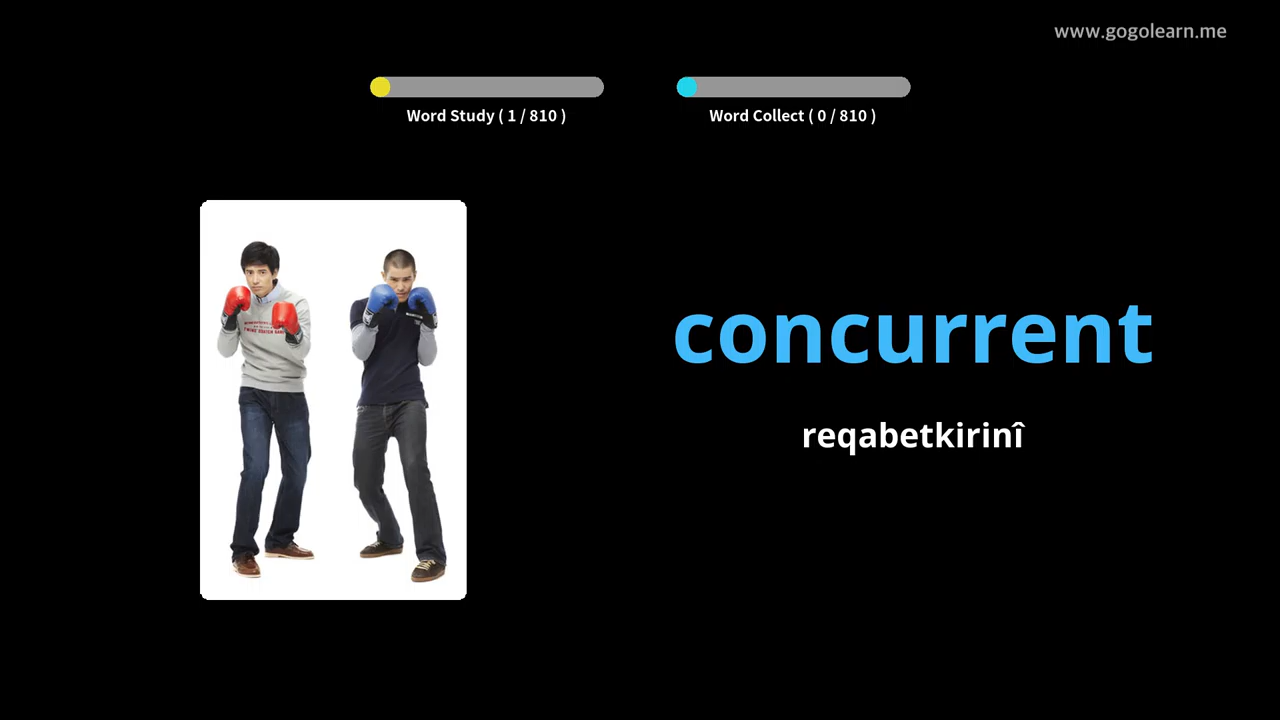 www.gogolearn.me
Word Study ( 1 / 810 )
Word Collect ( 0 / 810 )
concurrent
reqabetkirinî